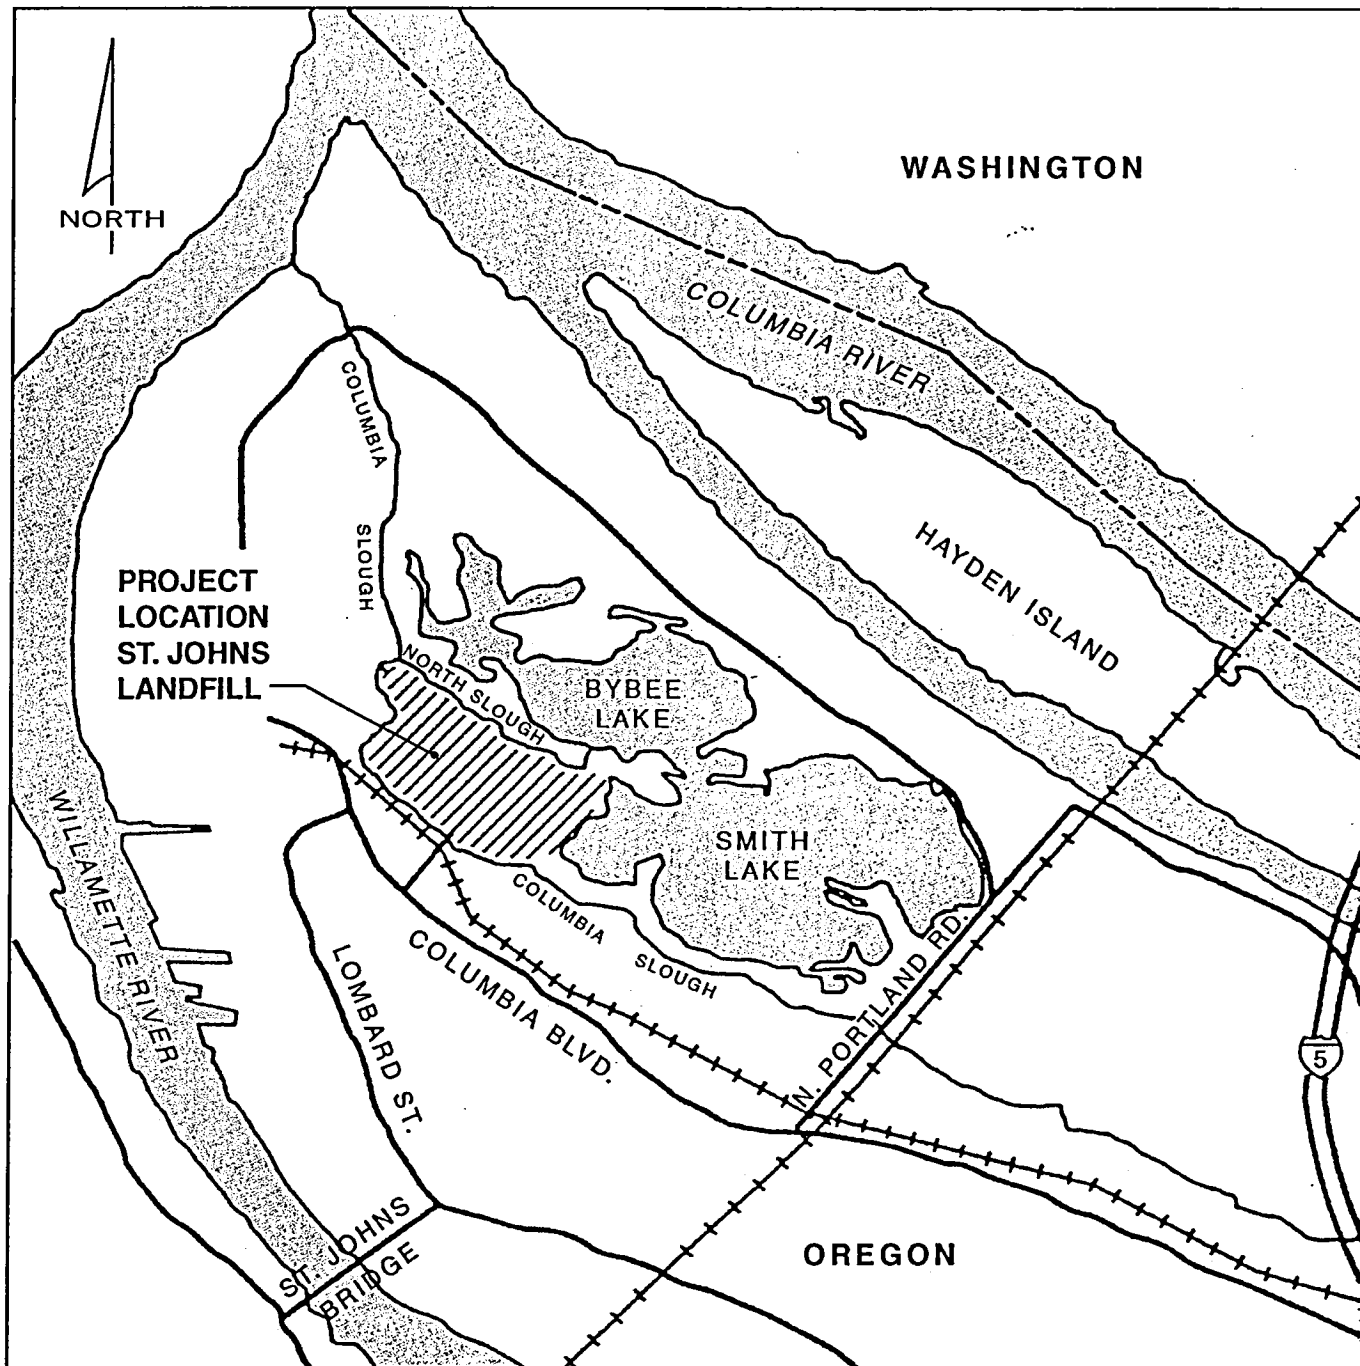 WASHINGTON
NORTH
COLUMBIA RIVER
COLUMBIA
SLOUGH
HAYDEN ISLAND
PROJECT
LOCATION
ST. JOHNS
LANDFILL
NORTH SLOUGH
BYBEE
LAKE
SMITH
LAKE
WILLAMETTE RIVER
COLUMBIA
SLOUGH
LOMBARD ST.
COLUMBIA BLVD.
N. PORTLAND RD.
5
ST. JOHNS
BRIDGE
OREGON